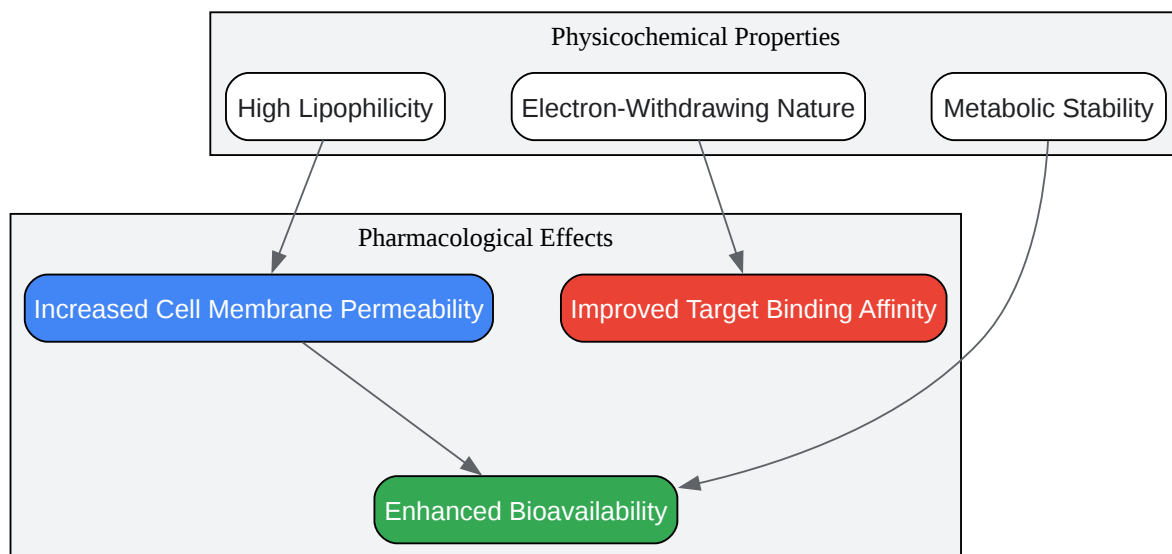 Physicochemical Properties
High Lipophilicity
Electron-Withdrawing Nature
Metabolic Stability
Pharmacological Effects
Increased Cell Membrane Permeability
Improved Target Binding Affinity
Enhanced Bioavailability